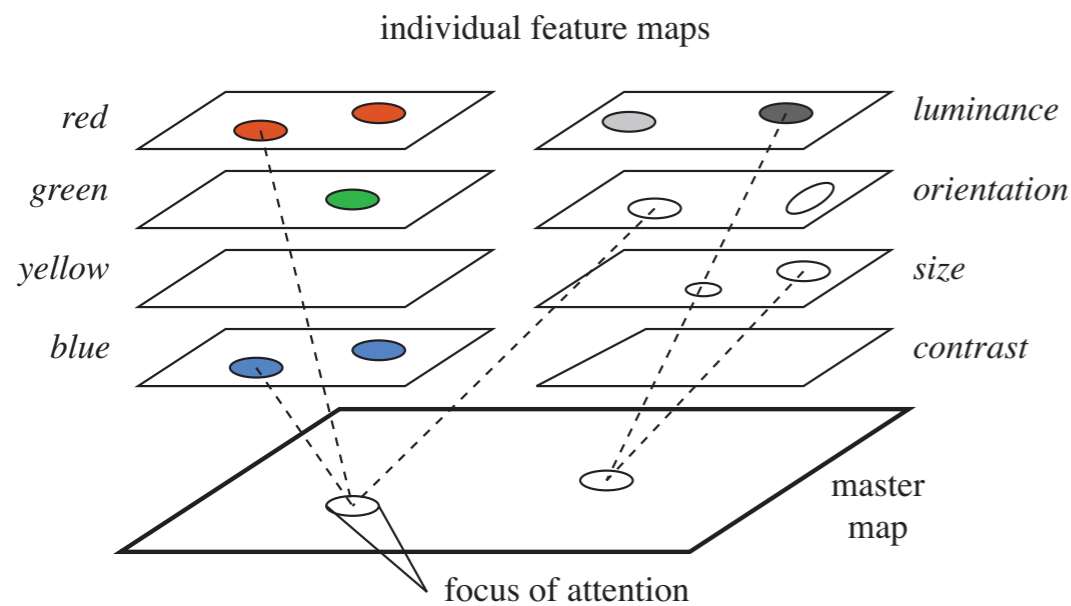 individual feature maps
red
luminance
green
orientation
yellow
size
blue
contrast
master
map
focus of attention